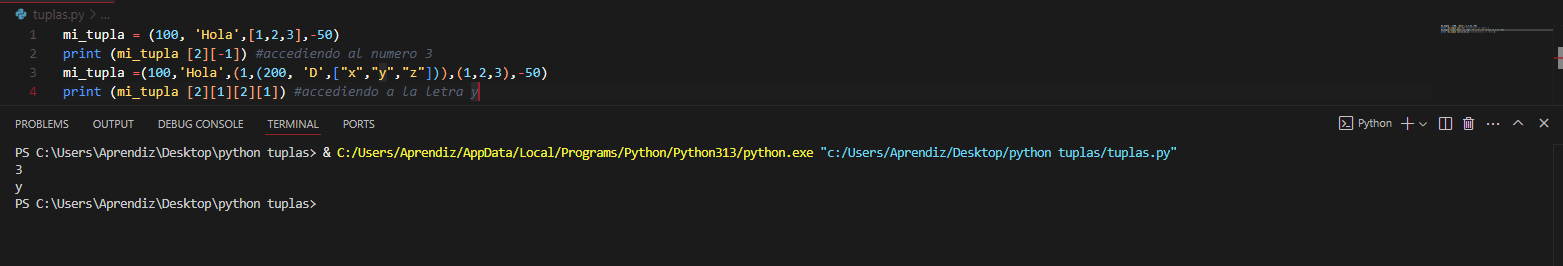 tuplas.py > ...
1 mi_tupla = (100, 'Hola',[1,2,3],-50)
2 print (mi_tupla [2][-1]) #accediendo al numero 3
3 mi_tupla =(100,'Hola',(1,(200, 'D',["x","y","z"])),(1,2,3),-50)
4 print (mi_tupla [2][1][2][1]) #accediendo a la letra y
PROBLEMS OUTPUT DEBUG CONSOLE TERMINAL PORTS Python
PS C:\Users\Aprendiz\Desktop\python tuplas> & C:/Users/Aprendiz/AppData/Local/Programs/Python/Python313/python.exe "c:/Users/Aprendiz/Desktop/python tuplas/tuplas.py"
3
y
PS C:\Users\Aprendiz\Desktop\python tuplas>